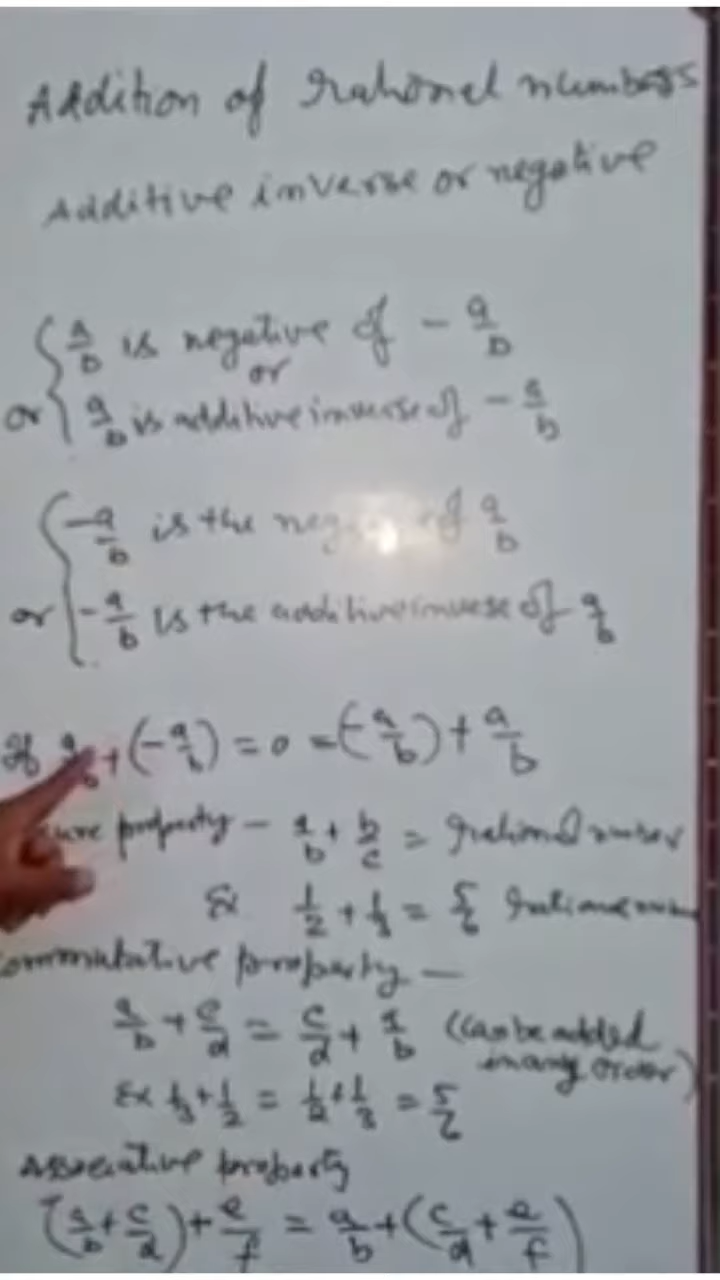 Addition of rational numbers
Additive inverse or negative
a/b is negative of - a/b
or
or a/b is additive inverse of - a/b
-a/b is the of a/b
or -a/b is the additive inverse of a/b
If a/b + (-a/b) = 0 = (-a/b) + a/b
property - a/b + b/c = rational number
Ex 1/2 + 1/3 = 5/6 rational
commutative property -
a/b + c/d = c/d + a/b (can be added
in any order)
Ex 1/3 + 1/2 = 1/2 + 1/3 = 5/6
Associative property
(a/b + c/d) + e/f = a/b + (c/d + e/f)